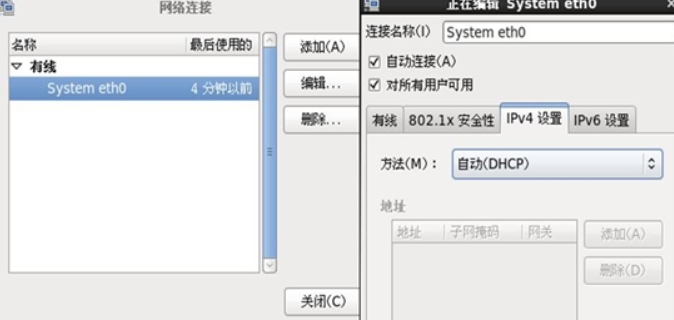 网络连接
名称 最后使用的
有线
System eth0 4 分钟以前
添加(A)
编辑...
删除...
关闭(C)
正在编辑 System eth0
连接名称(I) System eth0
自动连接(A)
对所有用户可用
有线 802.1x 安全性 IPv4 设置 IPv6 设置
方法(M)： 自动(DHCP)
地址
地址 子网掩码 网关
添加(A)
删除(D)